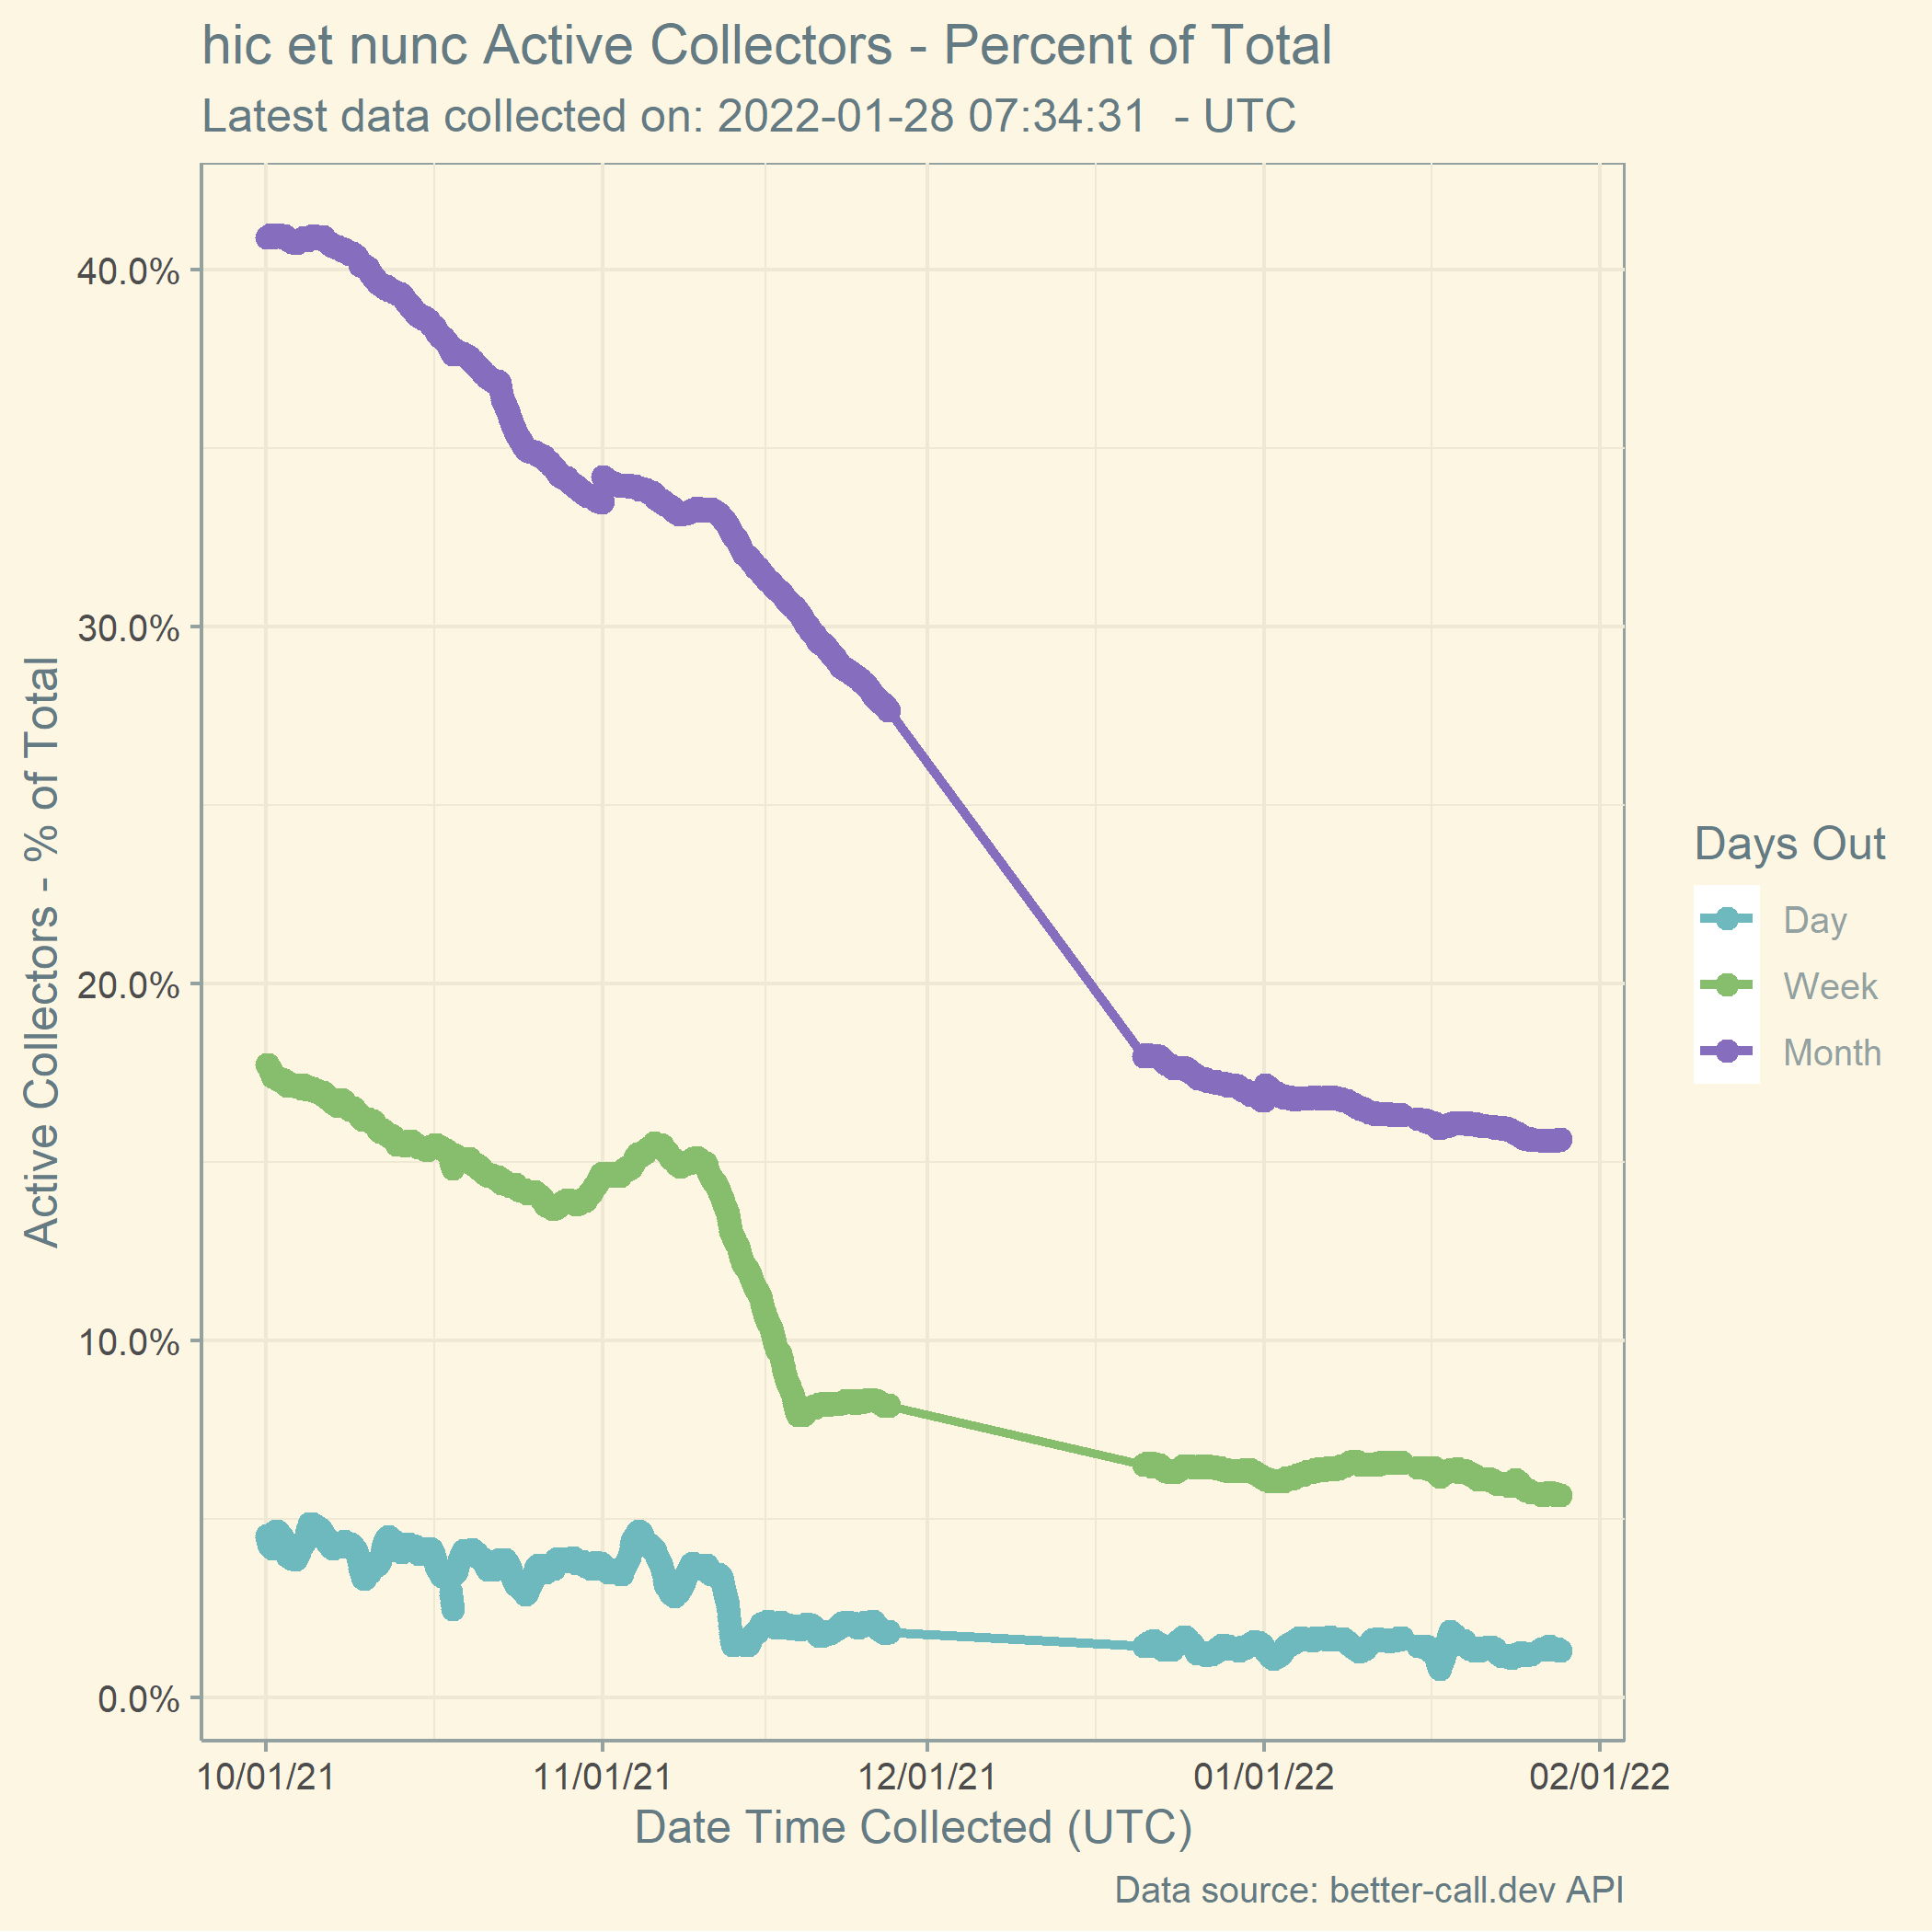 hic et nunc Active Collectors - Percent of Total
Latest data collected on: 2022-01-28 07:34:31  - UTC
Active Collectors - % of Total
40.0%
30.0%
20.0%
10.0%
0.0%
10/01/21
11/01/21
12/01/21
01/01/22
02/01/22
Date Time Collected (UTC)
Days Out
Day
Week
Month
Data source: better-call.dev API